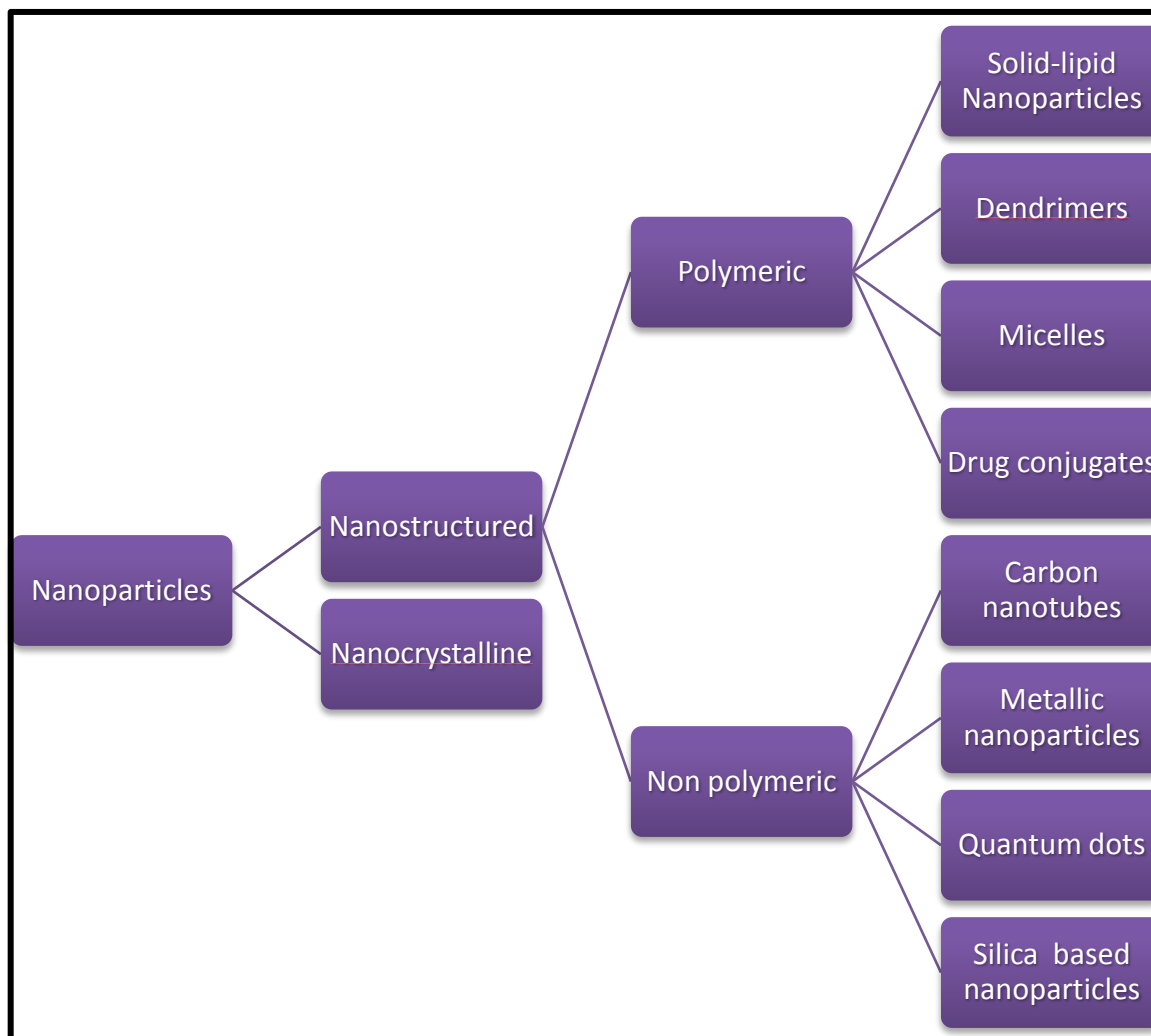 Solid-lipid
Nanoparticles
Dendrimers
Polymeric
Micelles
Drug conjugates
Nanostructured
Nanoparticles
Nanocrystalline
Carbon
nanotubes
Metallic
nanoparticles
Non polymeric
Quantum dots
Silica  based
nanoparticles